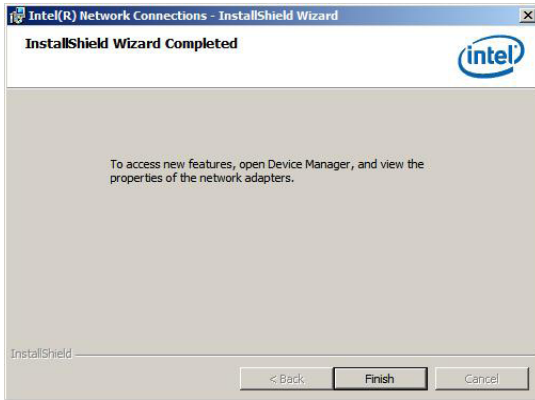 Intel(R) Network Connections - InstallShield Wizard
InstallShield Wizard Completed
intel
To access new features, open Device Manager, and view the
properties of the network adapters.
InstallShield
< Back
Finish
Cancel